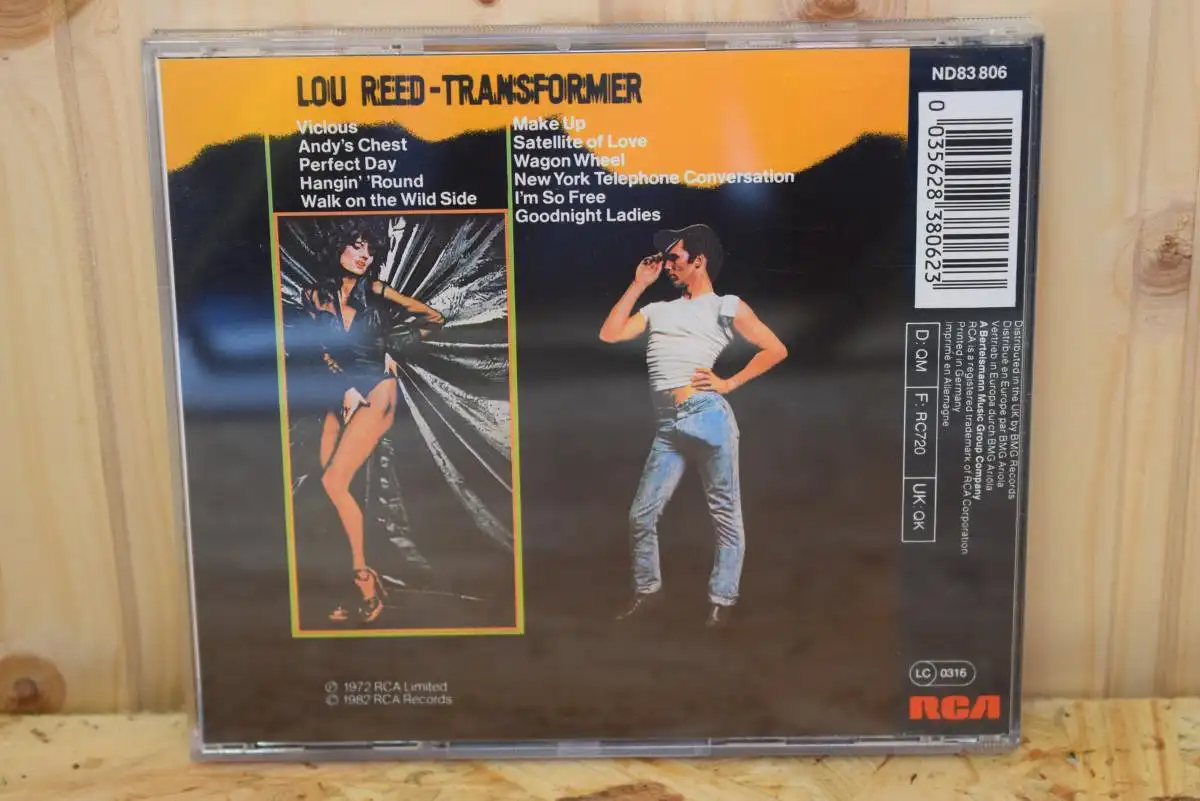 LOU REED-TRANSFORMER
Vicious
Andy's Chest
Perfect Day
Hangin' 'Round
Walk on the Wild Side
Make Up
Satellite of Love
Wagon Wheel
New York Telephone Conversation
I'm So Free
Goodnight Ladies
ND83806
0 035628 380623
Distributed in the UK by BMG Records
Distribué en Europe par BMG Ariola
Vertrieb in Europa durch BMG Ariola
A Bertelsmann Music Group Company
RCA is a registered trademark of RCA Corporation
Printed in Germany
Imprimé en Allemagne
D: QM
F: RC720
UK: QK
℗ 1972 RCA Limited
© 1982 RCA Records
LC 0316
RCA